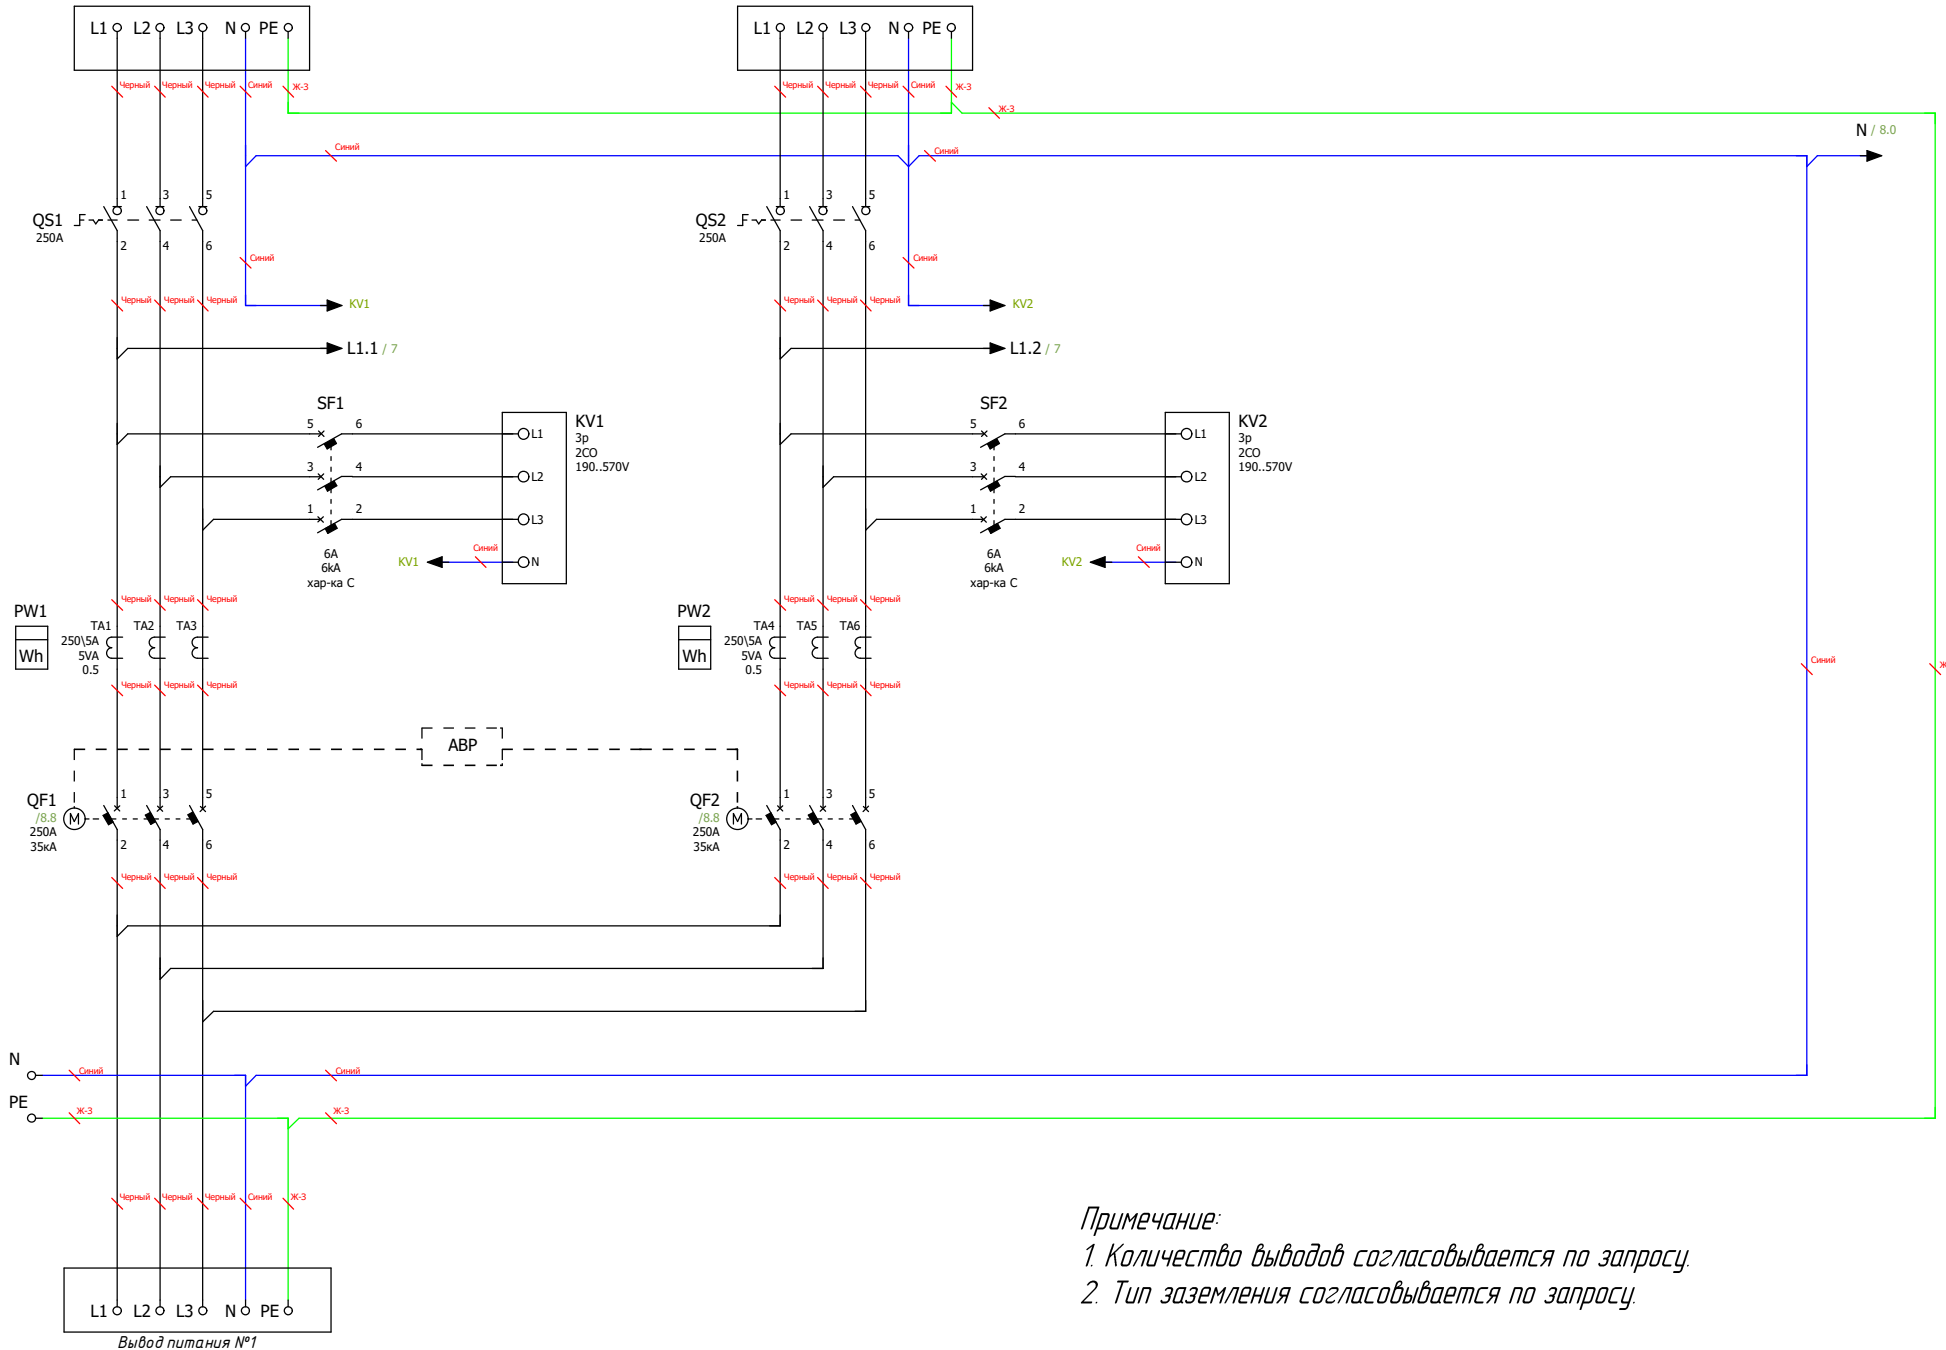 L1 L2 L3 N PE L1 L2 L3 N PE
Черный Черный Черный Синий Ж-З Черный Черный Черный Синий Ж-З
Ж-З
N / 8.0
Синий Синий
1 3 5 1 3 5
QS1 QS2
250A 250A
2 4 6 2 4 6
Синий Синий
Черный Черный Черный KV1 Черный Черный Черный KV2
L1.1 / 7 L1.2 / 7
SF1 SF2
5 6 L1 KV1 5 6 L1 KV2
3p 3p
2CO 2CO
190..570V 190..570V
3 4 L2 3 4 L2
1 2 L3 1 2 L3
Синий Синий
6A 6A
KV1 N KV2 N
6kA 6kA
хар-ка C хар-ка C
Черный Черный Черный Черный Черный Черный
PW1 PW2
TA1 TA2 TA3 TA4 TA5 TA6
250\5A 250\5A
Wh 5VA Wh 5VA
0.5 0.5
Синий Ж
Черный Черный Черный Черный Черный Черный
АВР
1 3 5 1 3 5
QF1 QF2
/8.8 M /8.8 M
250A 250A
35кА 35кА
2 4 6 2 4 6
Черный Черный Черный Черный Черный Черный
N
Синий Синий
PE
Ж-З Ж-З
Черный Черный Черный Синий Ж-З
L1 L2 L3 N PE
Вывод питания №1
Примечание:
1. Количество выводов согласовывается по запросу.
2. Тип заземления согласовывается по запросу.